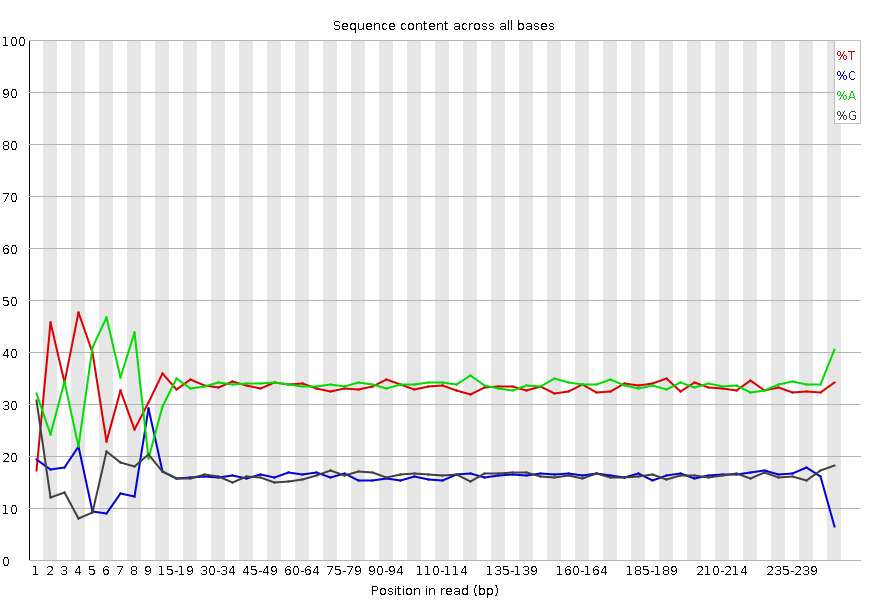 Sequence content across all bases
100
90
80
70
60
50
40
30
20
10
0
%T
%C
%A
%G
1 2 3 4 5 6 7 8 9 15-19 30-34 45-49 60-64 75-79 90-94 110-114 135-139 160-164 185-189 210-214 235-239
Position in read (bp)